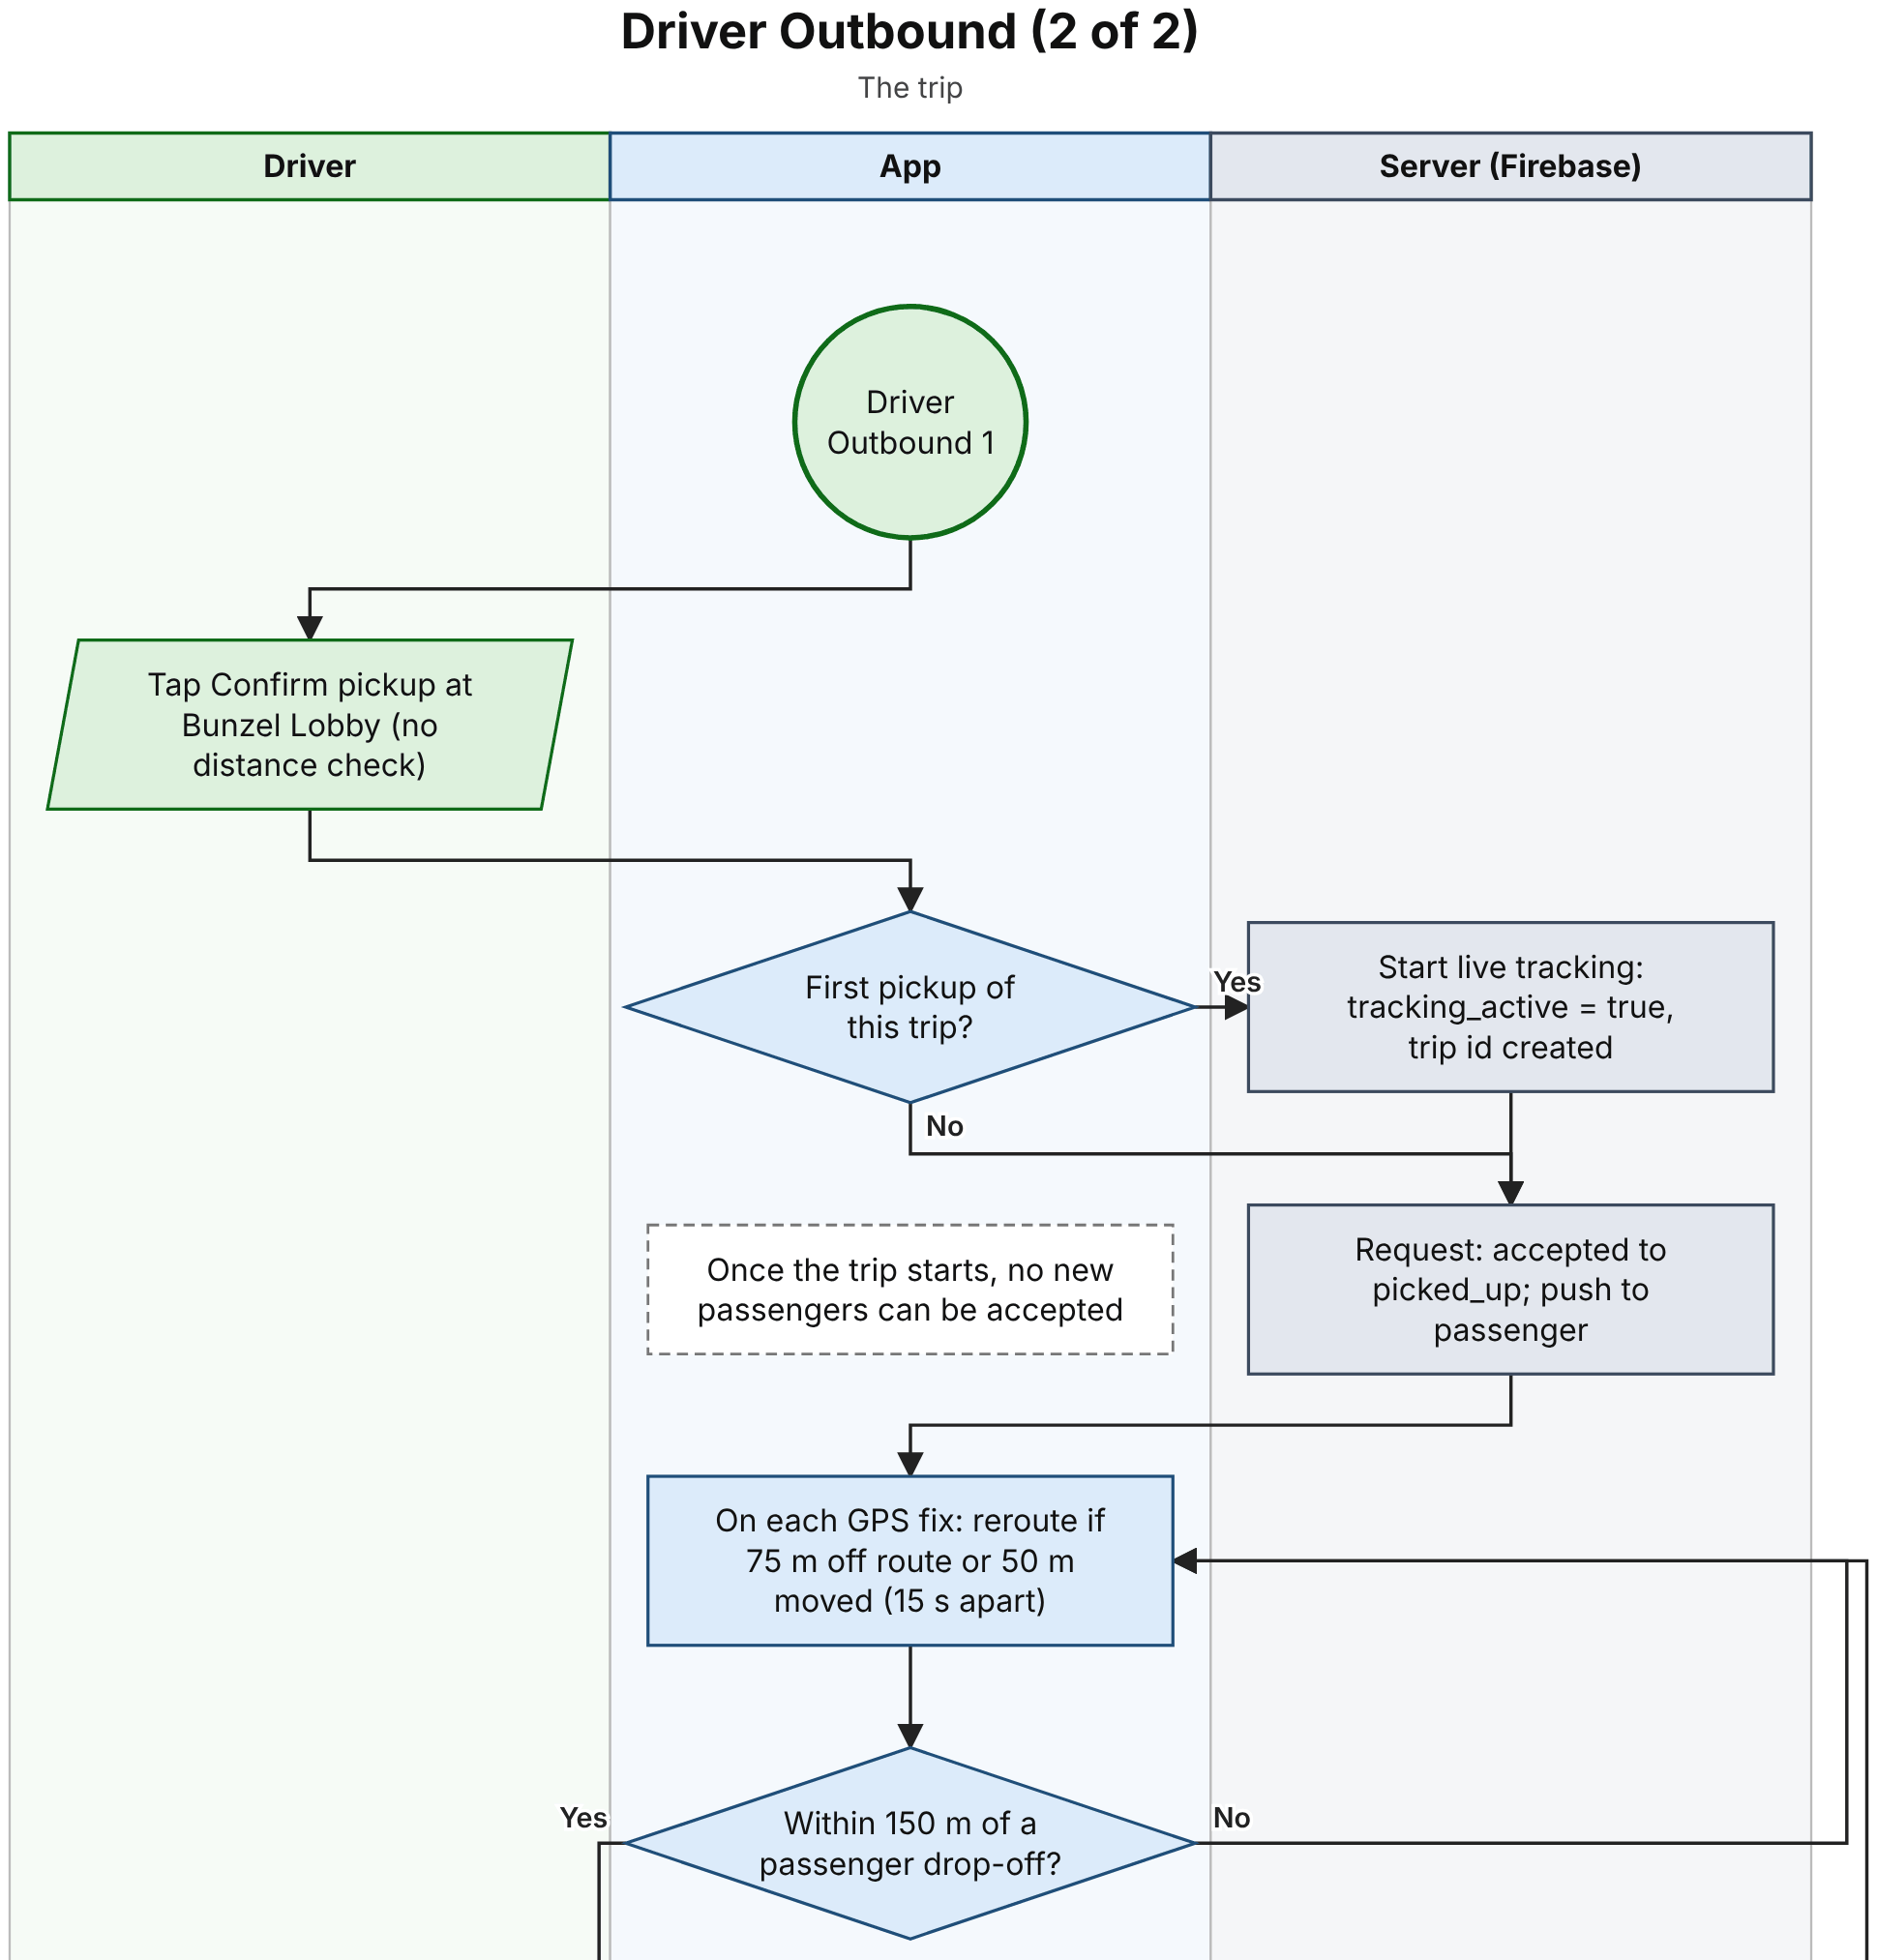 Driver Outbound (2 of 2)
The trip
Driver
App
Server (Firebase)
Driver
Outbound 1
Tap Confirm pickup at
Bunzel Lobby (no
distance check)
First pickup of
this trip?
Yes
Start live tracking:
tracking_active = true,
trip id created
No
Once the trip starts, no new
passengers can be accepted
Request: accepted to
picked_up; push to
passenger
On each GPS fix: reroute if
75 m off route or 50 m
moved (15 s apart)
Yes
Within 150 m of a
passenger drop-off?
No